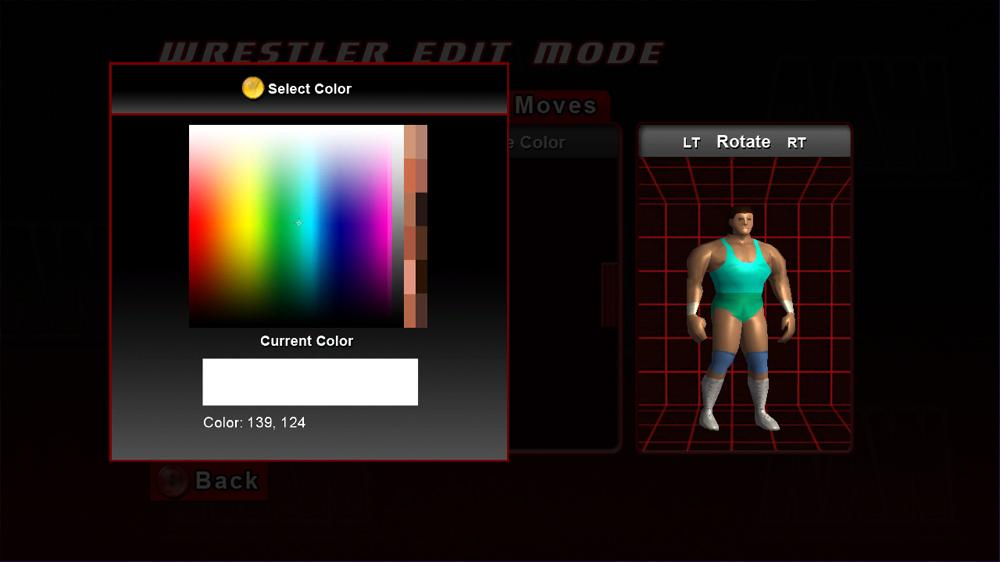 WRESTLER EDIT MODE
Select Color
Moves
e Color
LT Rotate RT
Current Color
Color: 139, 124
Back